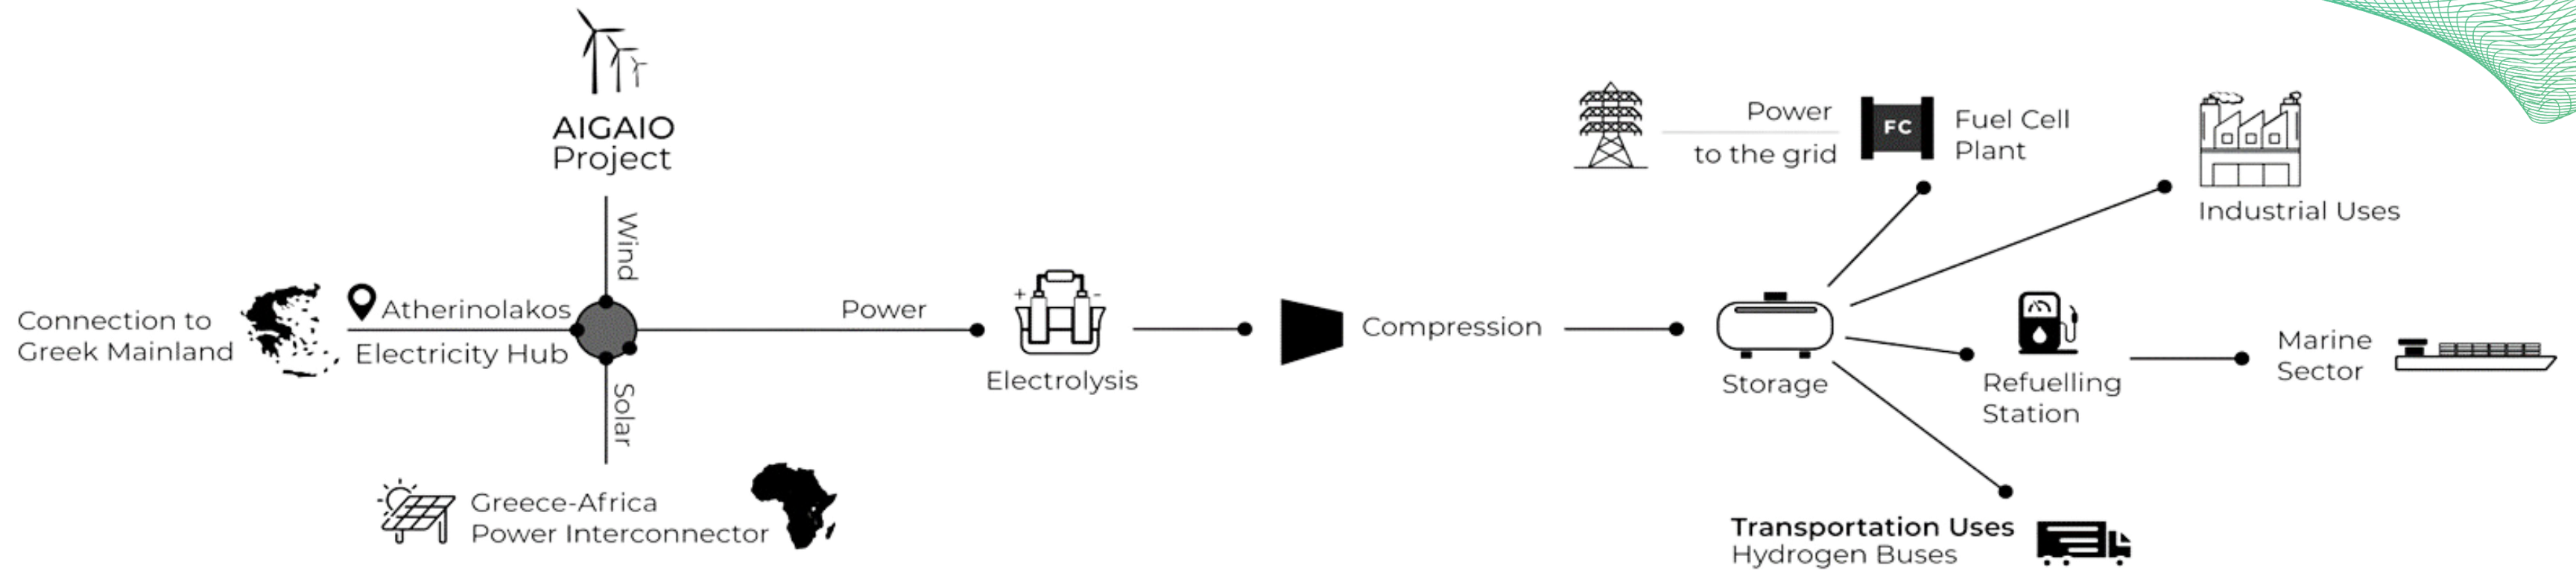 AIGAIO
Project
Wind
Connection to
Greek Mainland
Atherinolakos
Electricity Hub
Solar
Greece-Africa
Power Interconnector
Power
+ -
Electrolysis
Compression
Storage
Power
to the grid
FC
Fuel Cell
Plant
Industrial Uses
Refuelling
Station
Marine
Sector
Transportation Uses
Hydrogen Buses